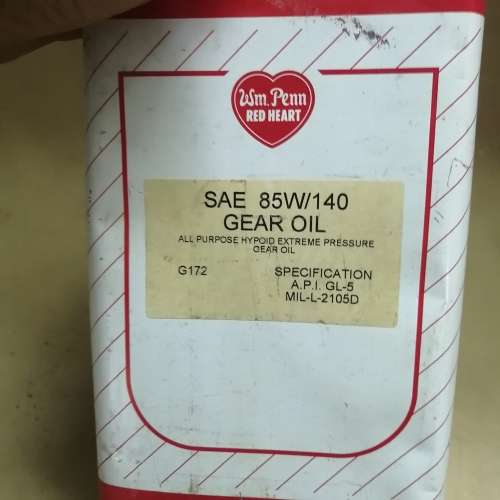 Wm. Penn
RED HEART
SAE 85W/140
GEAR OIL
ALL PURPOSE HYPOID EXTREME PRESSURE
GEAR OIL
G172 SPECIFICATION
A.P.I. GL-5
MIL-L-2105D